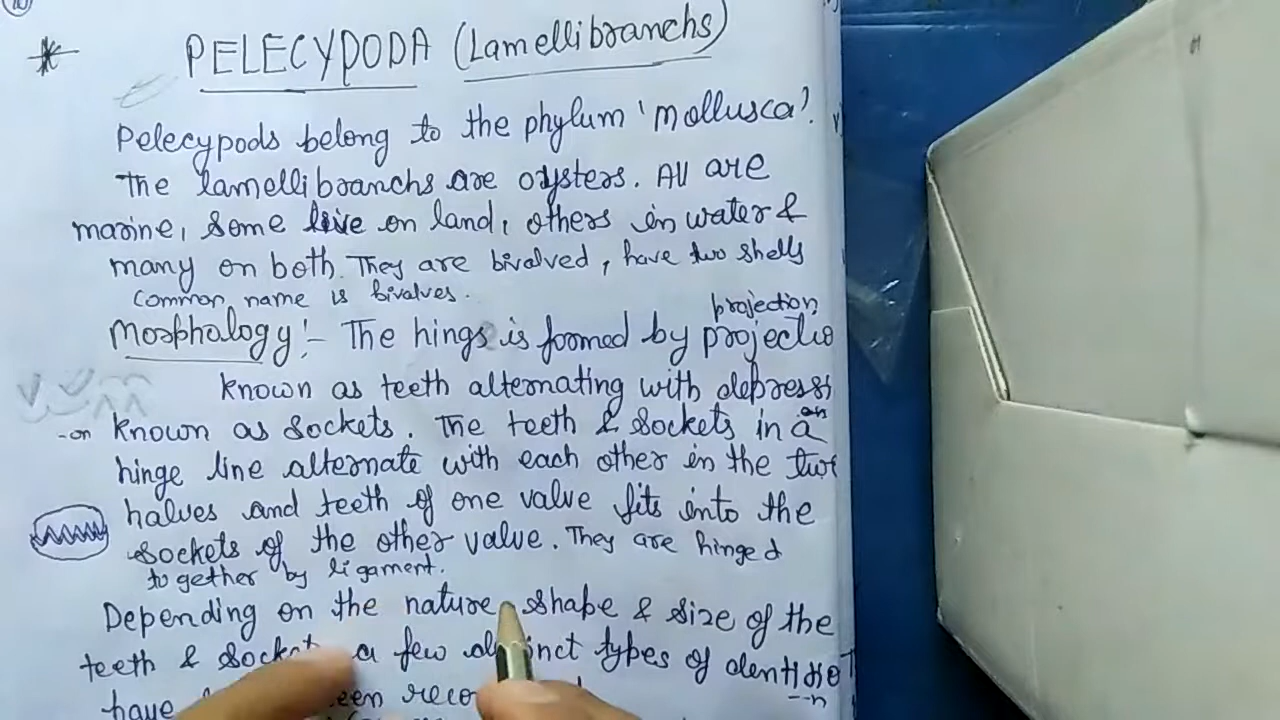 PELECYPODA (Lamellibranchs)
Pelecypods belong to the phylum 'mollusca'.
The lamellibranchs are oysters. All are
marine, some live on land, others in water &
many on both. They are bivalved, have two shells
Common name is bivalves.
projection
Morphology:- The hings is formed by projectio
known as teeth alternating with depressi
-on known as sockets. The teeth & sockets in a
an
hinge line alternate with each other in the two
halves and teeth of one valve fits into the
sockets of the other valve. They are hinged
together by ligament.
Depending on the nature, shape & size of the
teeth & socket a few types of dentitio
-n
have